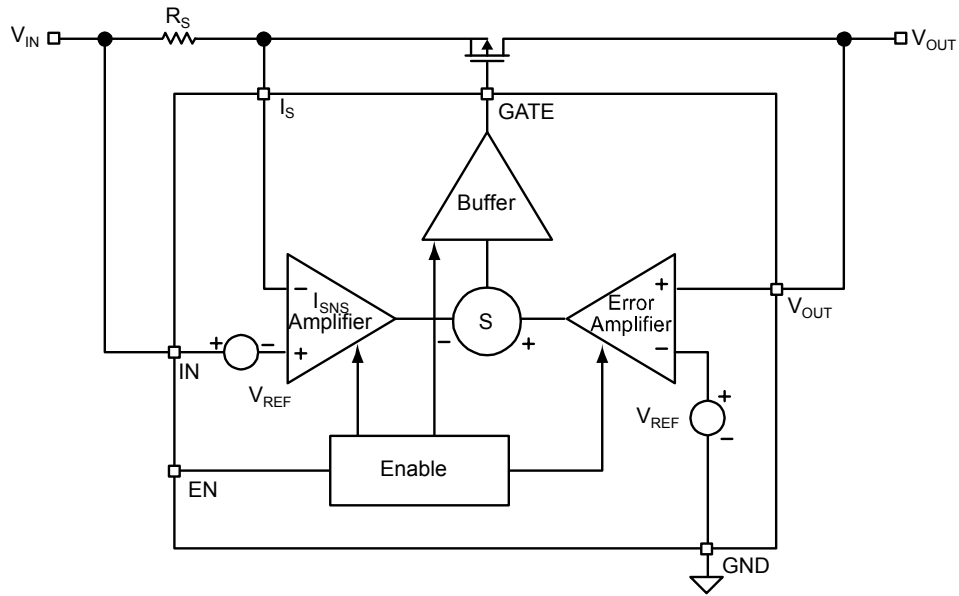 R_S
V_IN
V_OUT
I_S
GATE
Buffer
-
I_SNS
Amplifier
+
+
-
IN
V_REF
S
-
+
+
Error
Amplifier
-
V_OUT
V_REF
+
-
Enable
EN
GND